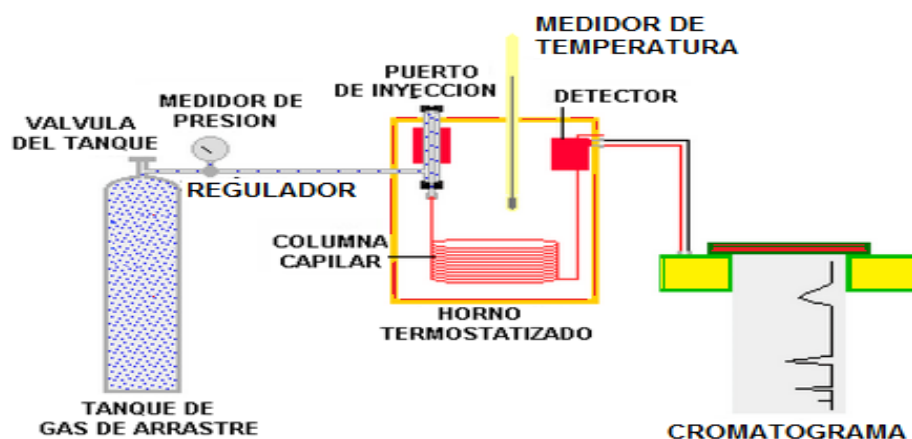 MEDIDOR DE
TEMPERATURA
PUERTO
DE INYECCION
DETECTOR
MEDIDOR DE
PRESION
VALVULA
DEL TANQUE
REGULADOR
COLUMNA
CAPILAR
HORNO
TERMOSTATIZADO
TANQUE DE
GAS DE ARRASTRE
CROMATOGRAMA